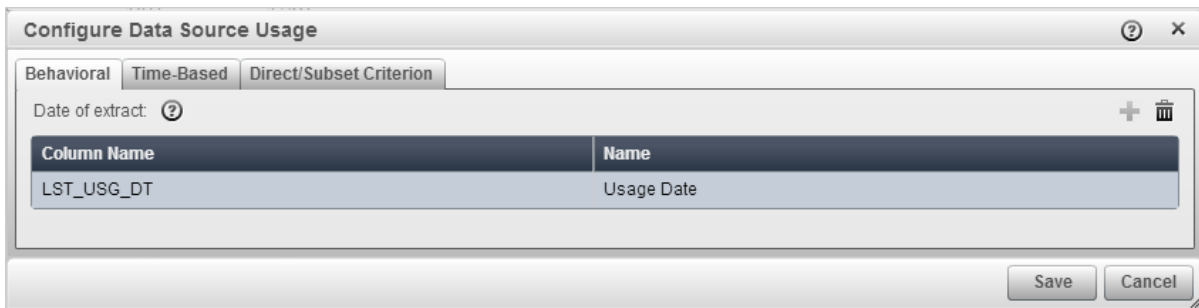 Configure Data Source Usage
Behavioral Time-Based Direct/Subset Criterion
Date of extract:
Column Name Name
LST_USG_DT Usage Date
Save Cancel